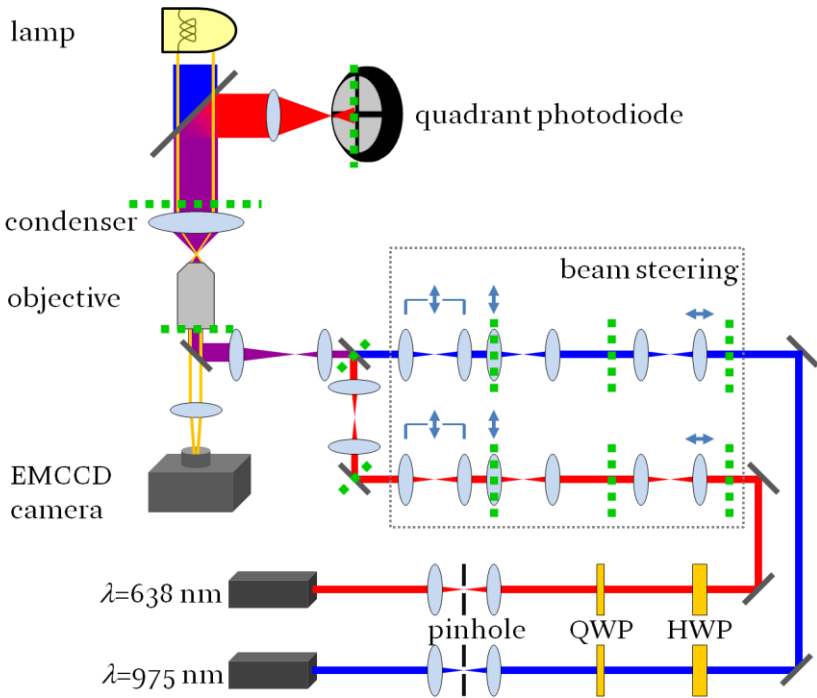 lamp
quadrant photodiode
condenser
beam steering
objective
EMCCD
camera
λ=638 nm
pinhole
QWP
HWP
λ=975 nm